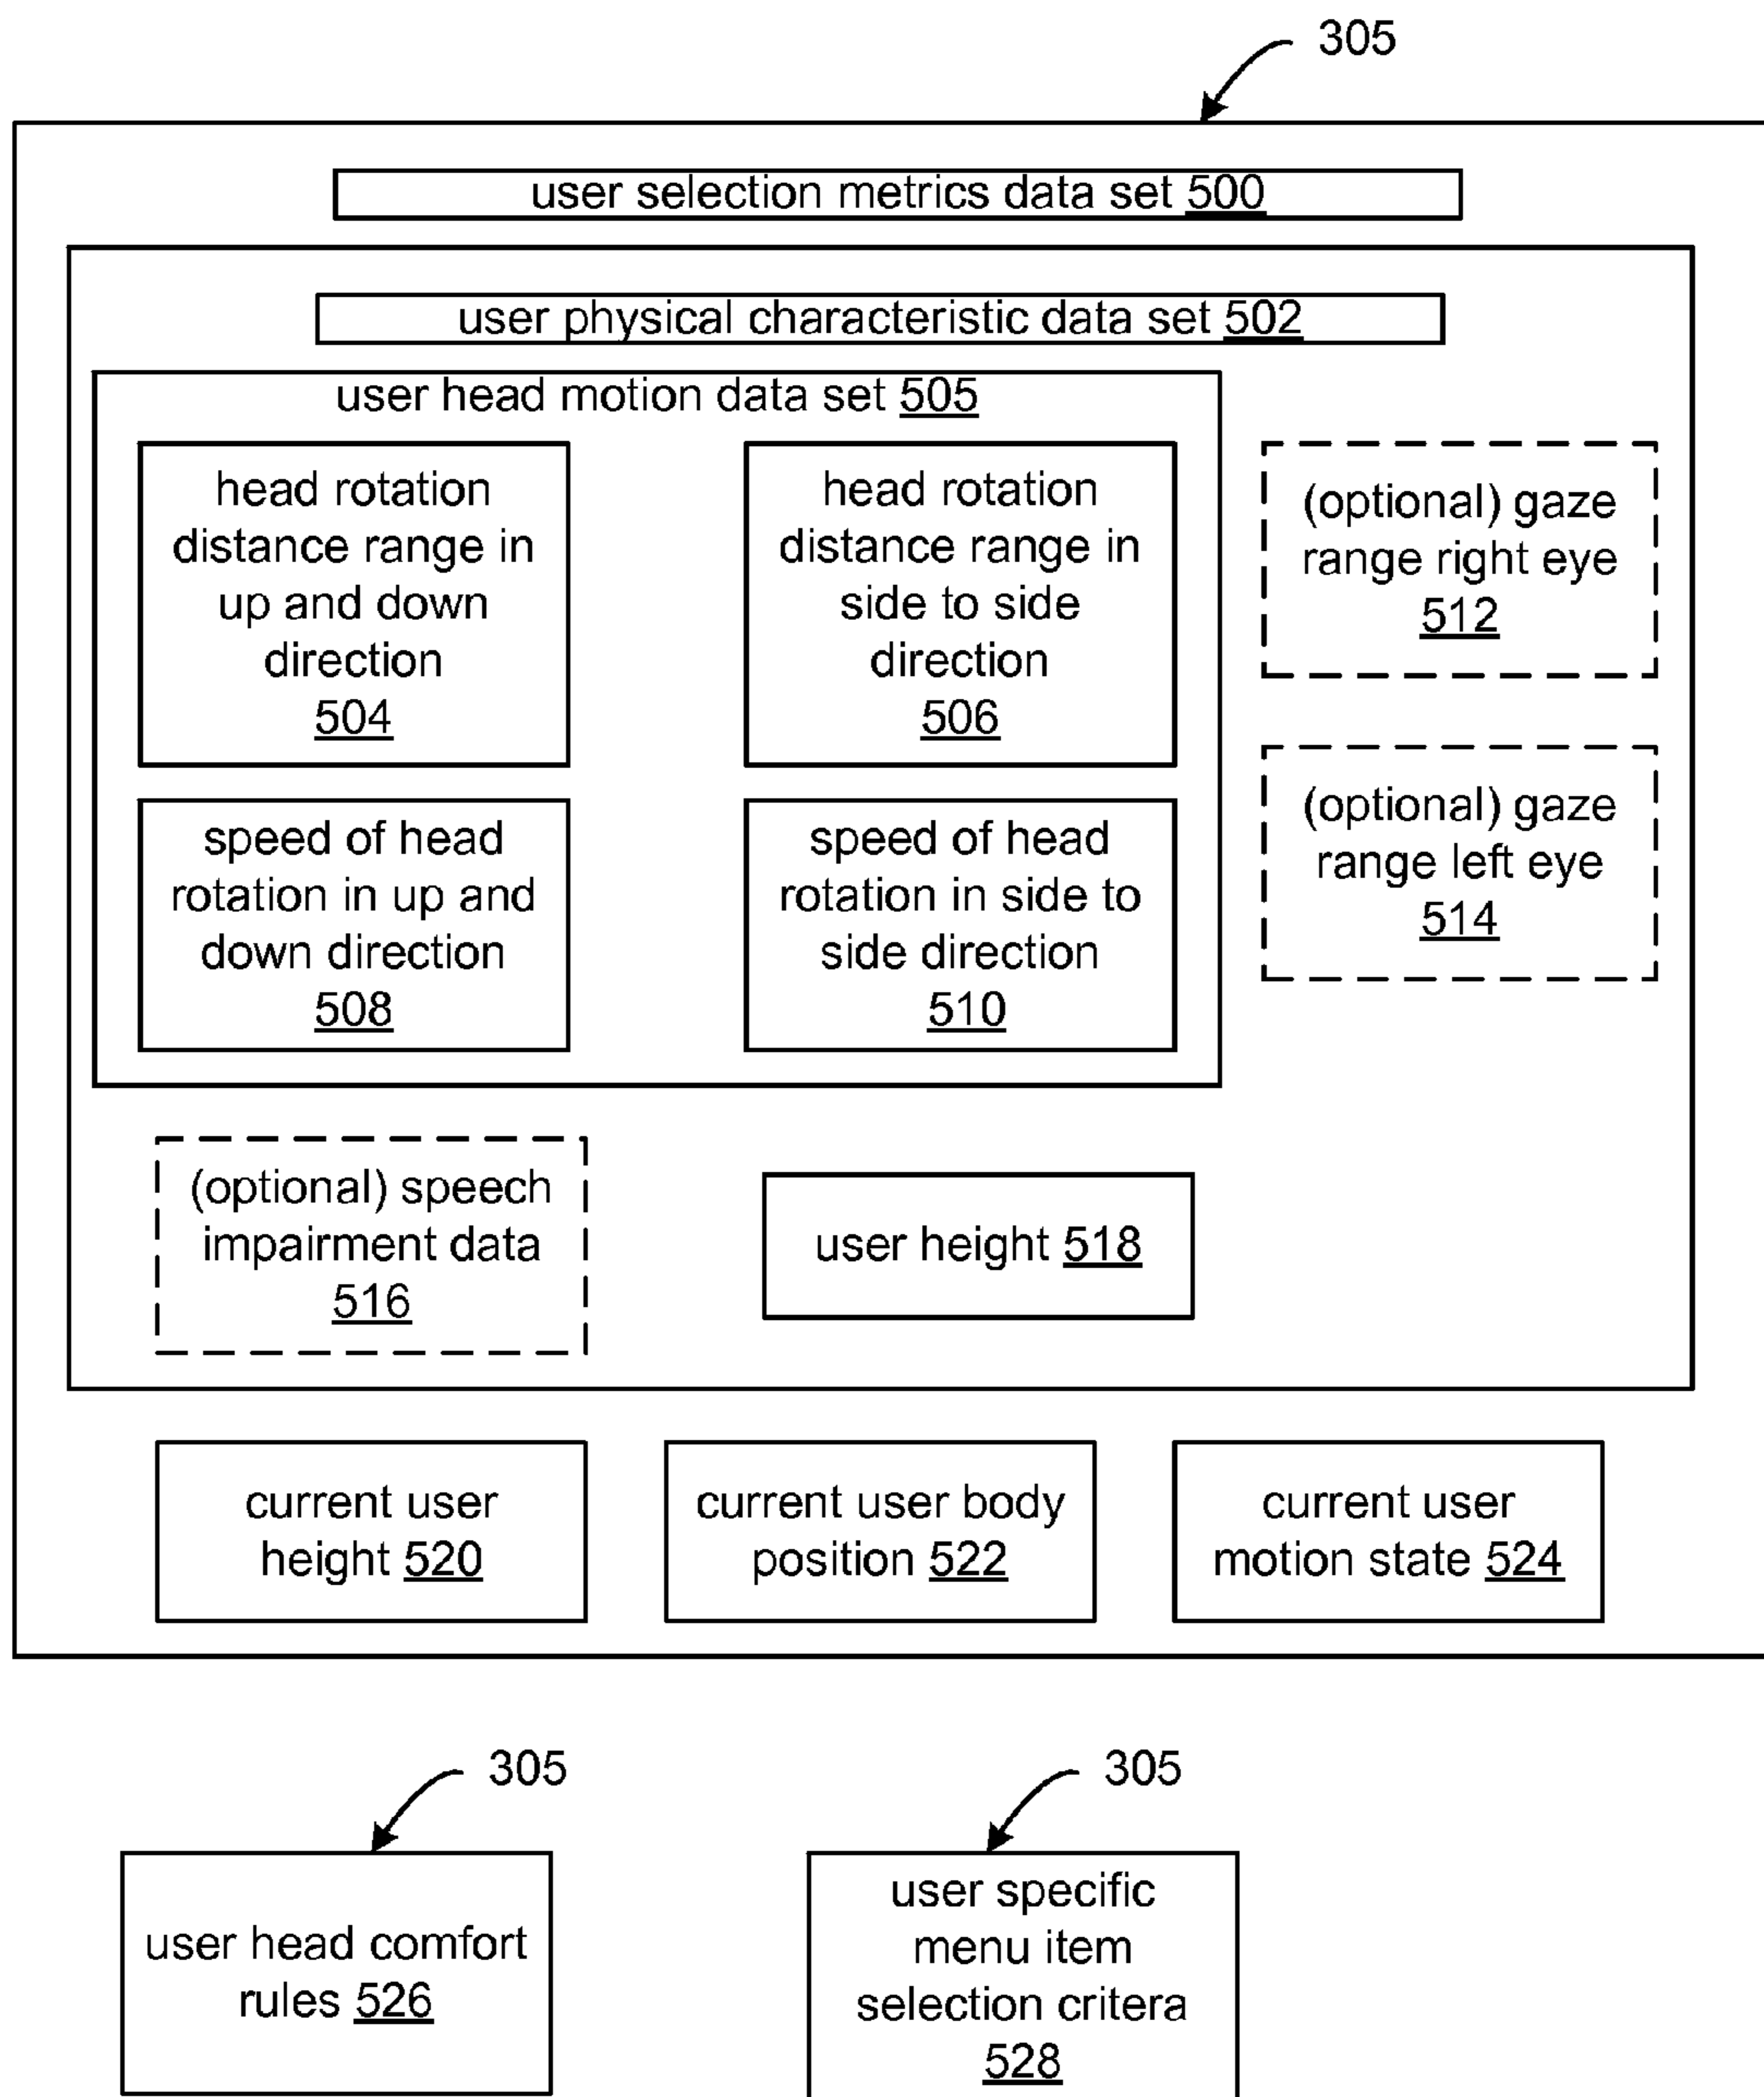 305
user selection metrics data set 500
user physical characteristic data set 502
user head motion data set 505
head rotation
distance range in
up and down
direction
504
head rotation
distance range in
side to side
direction
506
(optional) gaze
range right eye
512
speed of head
rotation in up and
down direction
508
speed of head
rotation in side to
side direction
510
(optional) gaze
range left eye
514
(optional) speech
impairment data
516
user height 518
current user
height 520
current user body
position 522
current user
motion state 524
305
user head comfort
rules 526
305
user specific
menu item
selection critera
528